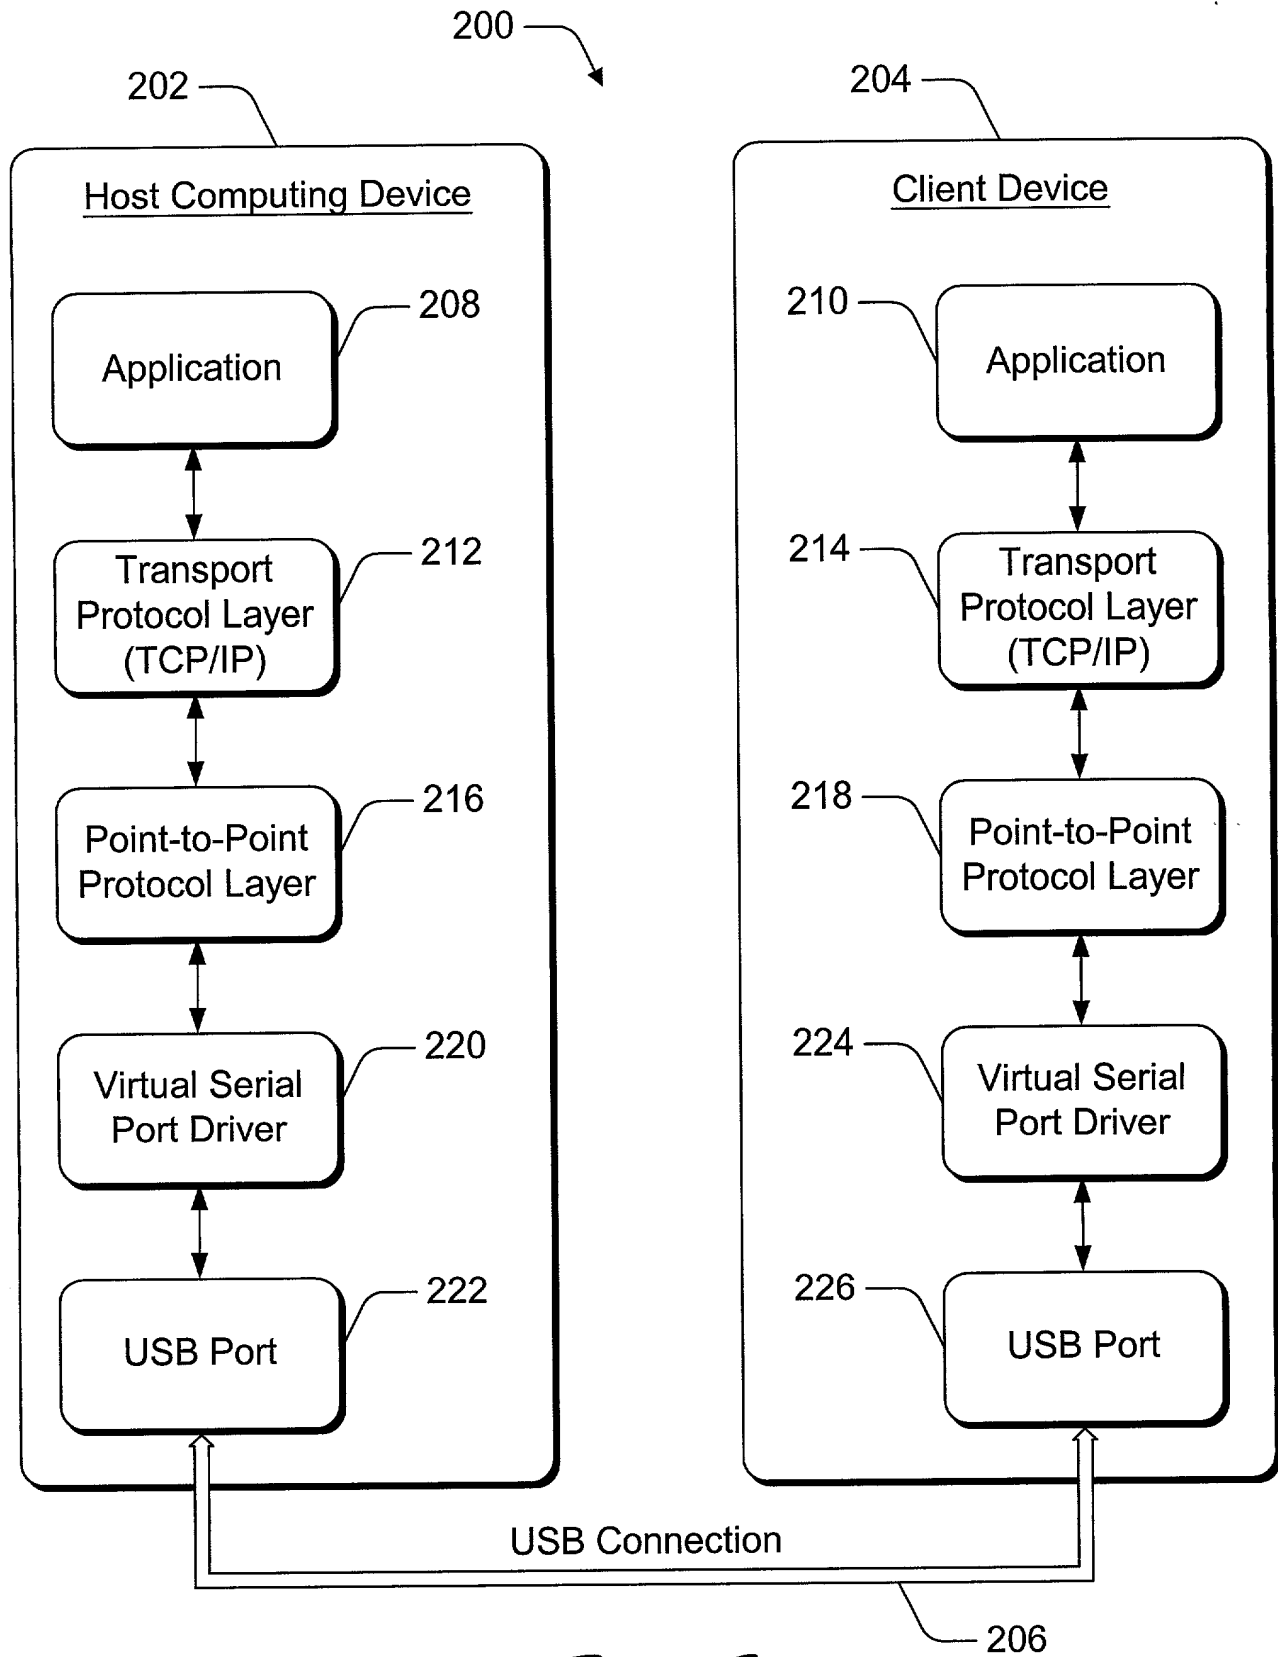 200
202
204
Host Computing Device
Client Device
208
210
Application
Application
212
214
Transport
Protocol Layer
(TCP/IP)
Transport
Protocol Layer
(TCP/IP)
216
218
Point-to-Point
Protocol Layer
Point-to-Point
Protocol Layer
220
224
Virtual Serial
Port Driver
Virtual Serial
Port Driver
222
226
USB Port
USB Port
USB Connection
206